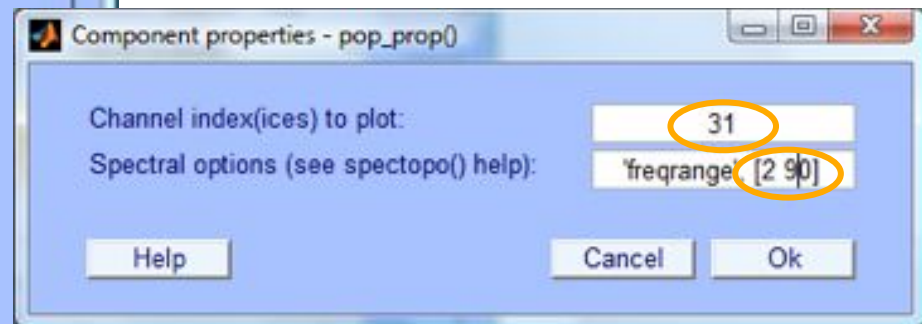 Component properties - pop_prop()
Channel index(ices) to plot: 31
Spectral options (see spectopo() help): 'freqrange', [2 90]
Help Cancel Ok